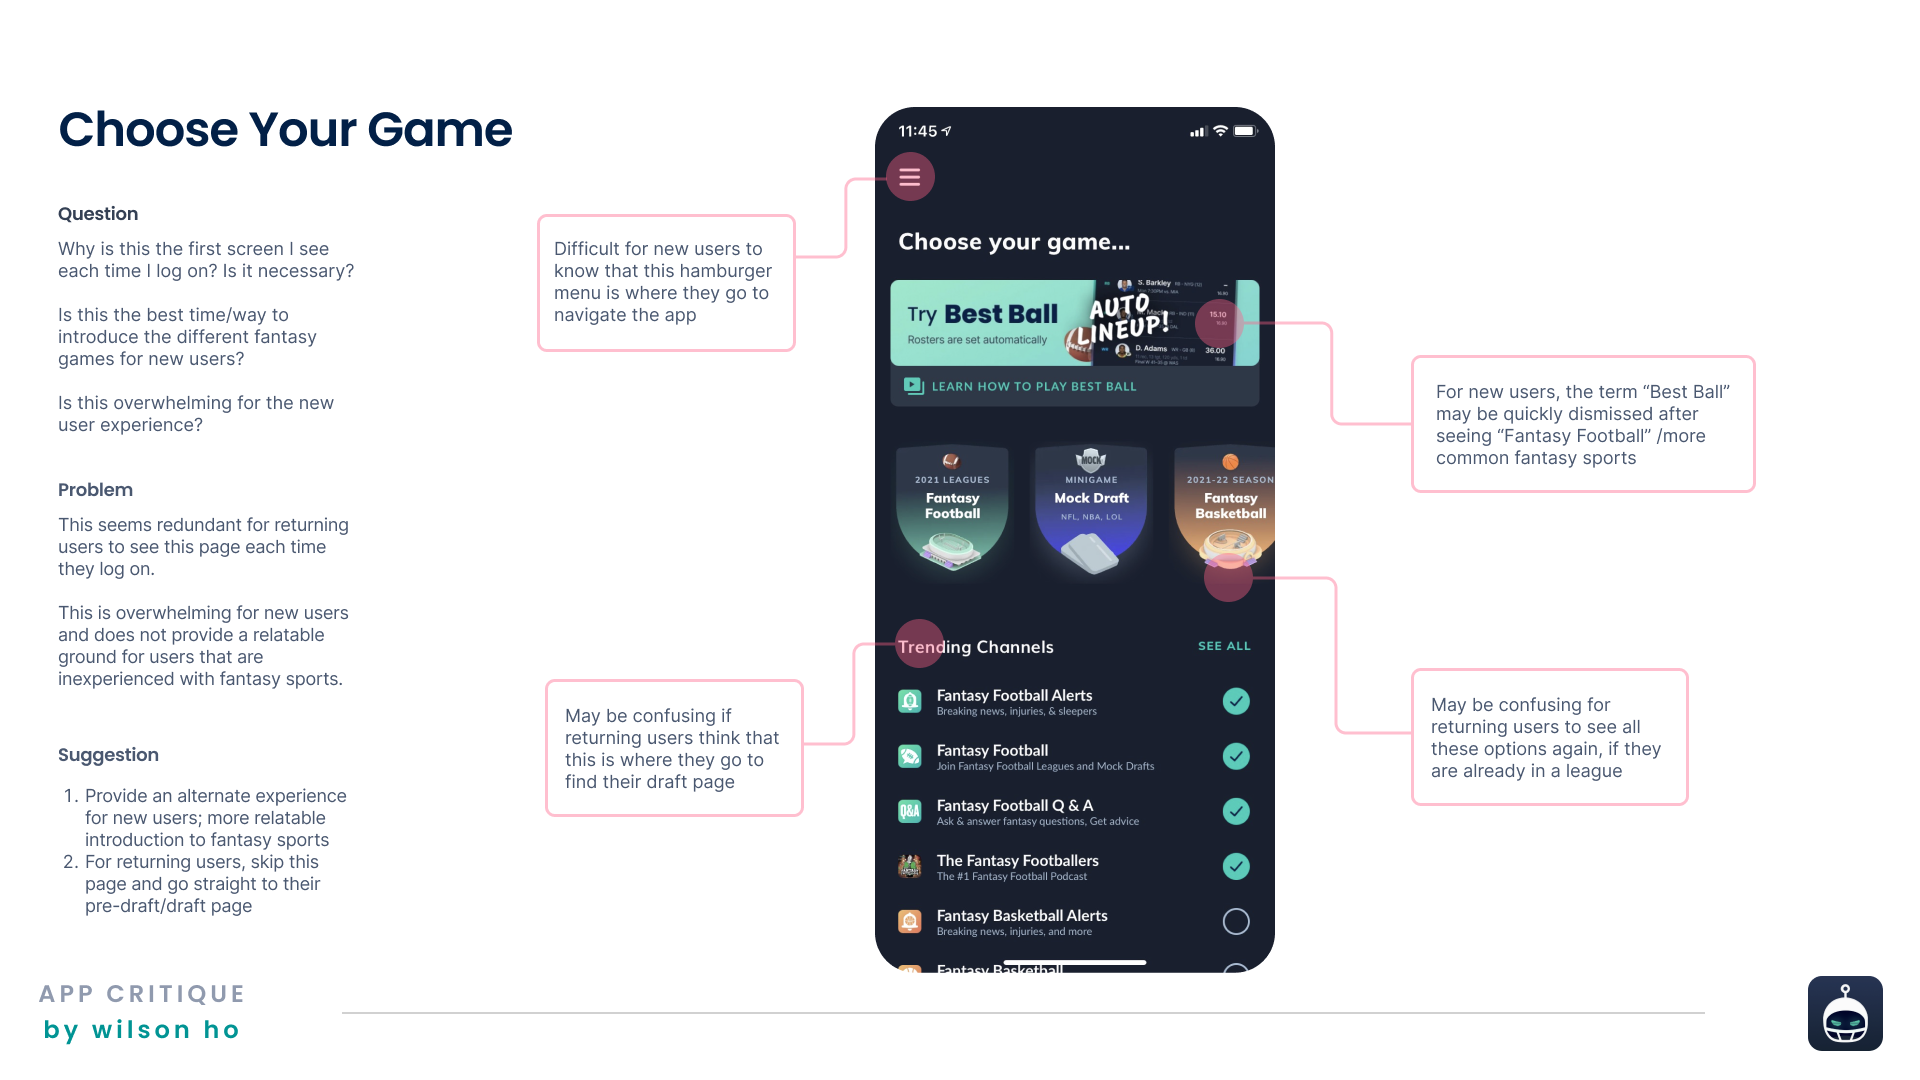 Choose Your Game
Question
Why is this the first screen I see
each time I log on? Is it necessary?
Is this the best time/way to
introduce the different fantasy
games for new users?
Is this overwhelming for the new
user experience?
Problem
This seems redundant for returning
users to see this page each time
they log on.
This is overwhelming for new users
and does not provide a relatable
ground for users that are
inexperienced with fantasy sports.
Suggestion
1. Provide an alternate experience
for new users; more relatable
introduction to fantasy sports
2. For returning users, skip this
page and go straight to their
pre-draft/draft page
Difficult for new users to
know that this hamburger
menu is where they go to
navigate the app
May be confusing if
returning users think that
this is where they go to
find their draft page
11:45
Choose your game...
Try Best Ball
Rosters are set automatically
AUTO
LINEUP!
S. Barkley
15.10
D. Adams
36.00
LEARN HOW TO PLAY BEST BALL
2021 LEAGUES
Fantasy
Football
MOCK
MINIGAME
Mock Draft
NFL, NBA, LOL
2021-22 SEASON
Fantasy
Basketball
Trending Channels
SEE ALL
Fantasy Football Alerts
Breaking news, injuries, & sleepers
Fantasy Football
Join Fantasy Football Leagues and Mock Drafts
Q&A
Fantasy Football Q & A
Ask & answer fantasy questions, Get advice
The Fantasy Footballers
The #1 Fantasy Football Podcast
Fantasy Basketball Alerts
Breaking news, injuries, and more
Fantasy Basketball
For new users, the term “Best Ball”
may be quickly dismissed after
seeing “Fantasy Football” /more
common fantasy sports
May be confusing for
returning users to see all
these options again, if they
are already in a league
APP CRITIQUE
by wilson ho